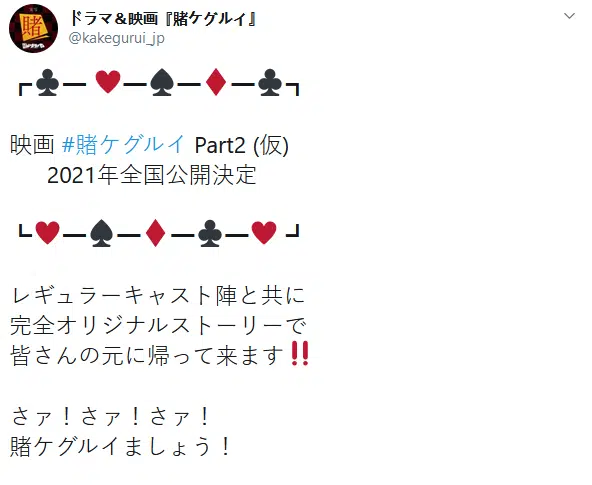 賭
ドラマ＆映画『賭ケグルイ』
@kakegurui_jp
┏♣━ ♥━♠━♦━♣┓
映画 #賭ケグルイ Part2 (仮)
2021年全国公開決定
┗♥━♠━♦━♣━♥ ┛
レギュラーキャスト陣と共に
完全オリジナルストーリーで
皆さんの元に帰って来ます‼
さァ！さァ！さァ！
賭ケグルイましょう！